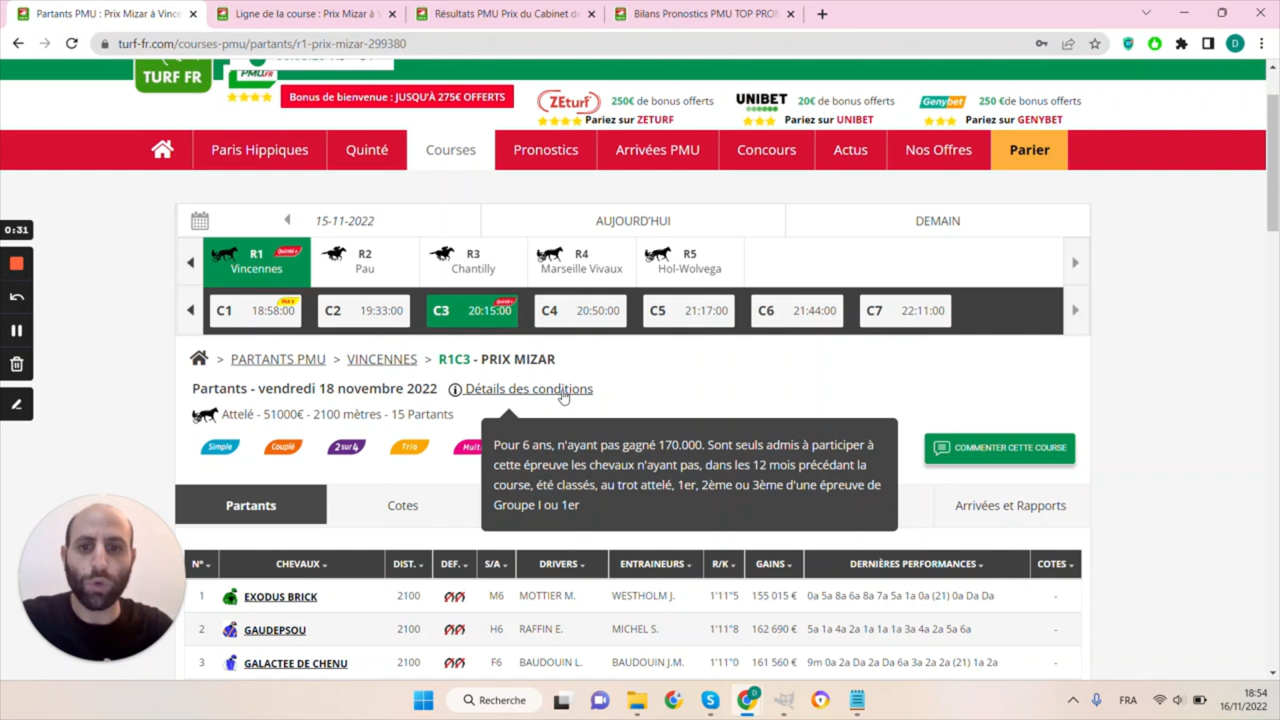 Partants PMU : Prix Mizar à Vince
Ligne de la course : Prix Mizar à V
Résultats PMU Prix du Cabinet de
Bilans Pronostics PMU TOP PRON
turf-fr.com/courses-pmu/partants/r1-prix-mizar-299380
D
TURF FR
PMU.FR
Bonus de bienvenue : JUSQU'À 275€ OFFERTS
ZEturf 250€ de bonus offerts
Pariez sur ZETURF
UNIBET 20€ de bonus offerts
Pariez sur UNIBET
Genybet 250 €de bonus offerts
Pariez sur GENYBET
Paris Hippiques Quinté Courses Pronostics Arrivées PMU Concours Actus Nos Offres Parier
15-11-2022 AUJOURD'HUI DEMAIN
0:31
R1 Quinté+ R2 R3 R4 R5
Vincennes Pau Chantilly Marseille Vivaux Hol-Wolvega
C1 18:58:00 C2 19:33:00 C3 20:15:00 Quinté+ C4 20:50:00 C5 21:17:00 C6 21:44:00 C7 22:11:00
> PARTANTS PMU > VINCENNES > R1C3 - PRIX MIZAR
Partants - vendredi 18 novembre 2022 Détails des conditions
Attelé - 51000€ - 2100 mètres - 15 Partants
Simple Couplé 2sur4 Trio Mult
Pour 6 ans, n'ayant pas gagné 170.000. Sont seuls admis à participer à
cette épreuve les chevaux n'ayant pas, dans les 12 mois précédant la
course, été classés, au trot attelé, 1er, 2ème ou 3ème d'une épreuve de
Groupe I ou 1er
COMMENTER CETTE COURSE
Partants Cotes Arrivées et Rapports
N° CHEVAUX DIST. DEF. S/A DRIVERS ENTRAINEURS R/K GAINS DERNIÈRES PERFORMANCES COTES
1 EXODUS BRICK 2100 M6 MOTTIER M. WESTHOLM J. 1'11"5 155 015 € 0a 5a 8a 6a 8a 7a 5a 1a 0a (21) 0a Da Da -
2 GAUDEPSOU 2100 H6 RAFFIN E. MICHEL S. 1'11"8 162 690 € 5a 1a 4a 2a 1a 1a 1a 3a 4a 2a 5a 6a -
3 GALACTEE DE CHENU 2100 F6 BAUDOUIN L. BAUDOUIN J.M. 1'11"0 161 560 € 9m 0a 2a Da 2a Da 6a 3a 2a 2a (21) 1a 2a -
Recherche
FRA
18:54
16/11/2022